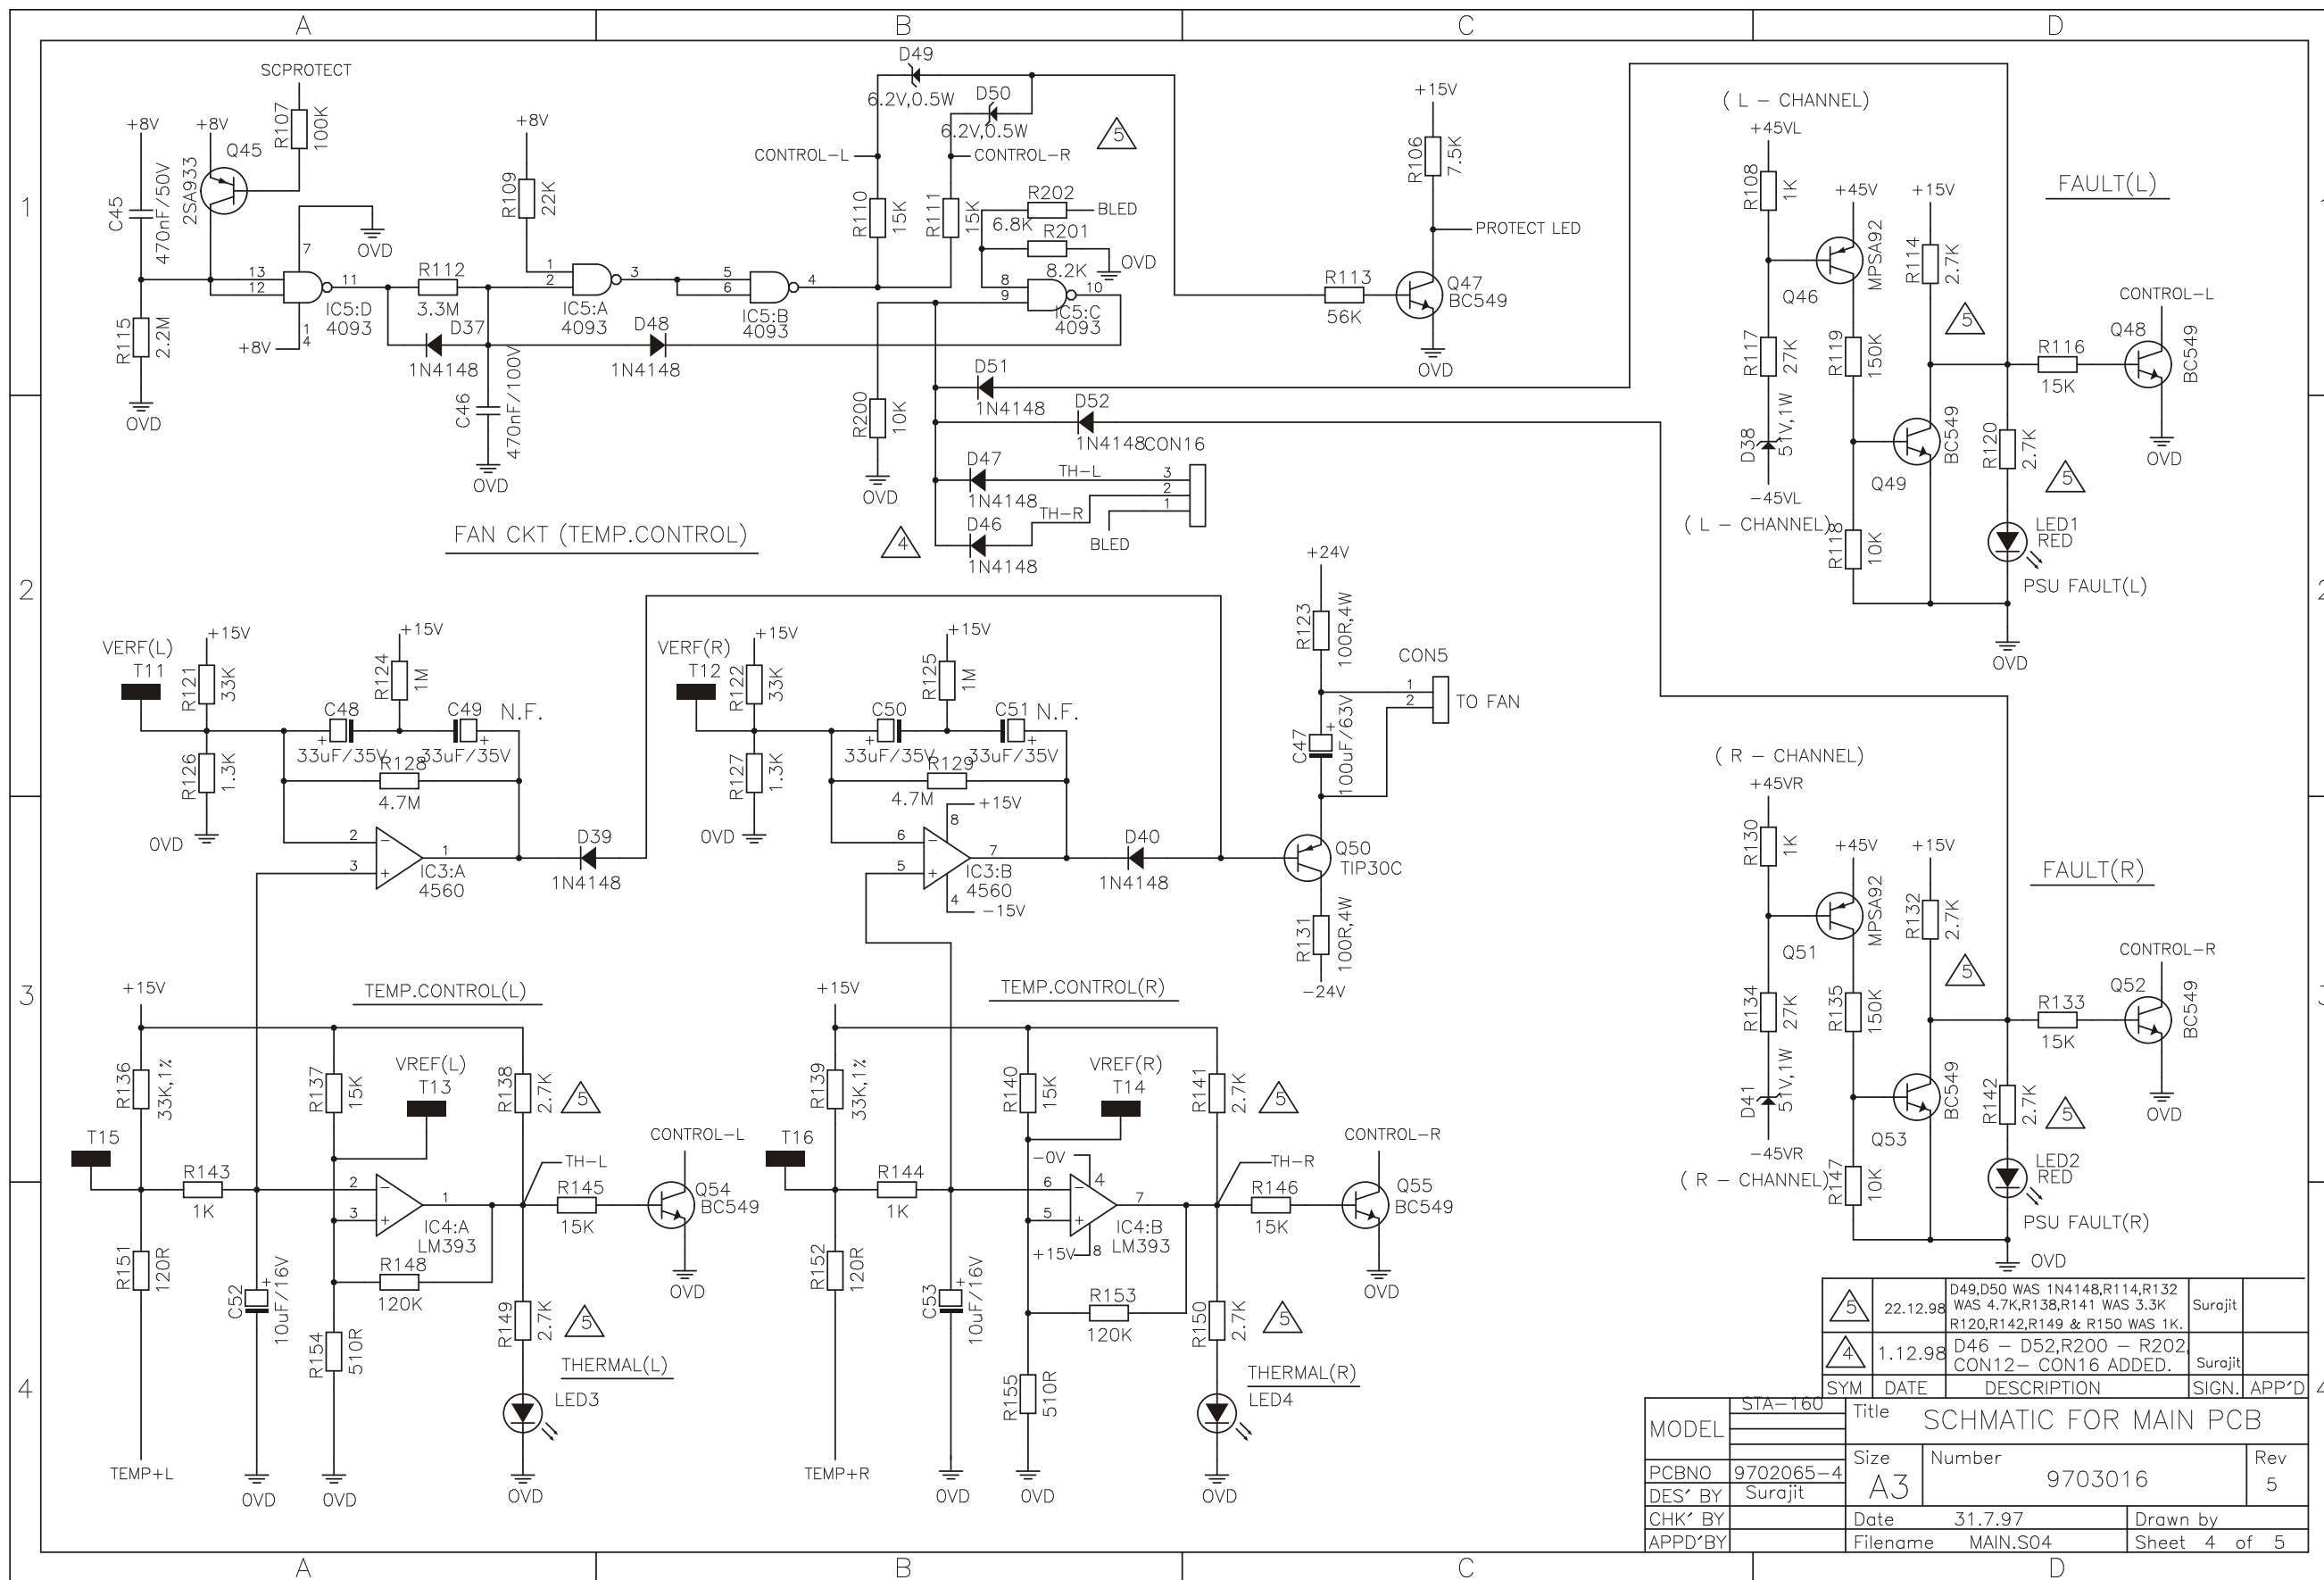 A B C D
1 1
2 2
3 3
4 4
SCPROTECT
R107
100K
+8V
+8V
Q45
2SA933
C45
470nF/50V
7
OVD
13
12
11
IC5:D
4093
1
4
+8V
R115
2.2M
OVD
R112
3.3M
D37
1N4148
C46
470nF/100V
OVD
+8V
R109
22K
1
2
3
IC5:A
4093
D48
1N4148
5
6
4
IC5:B
4093
D49
6.2V,0.5W
D50
6.2V,0.5W
5
CONTROL-L
CONTROL-R
R110
15K
R111
15K
R202
6.8K
BLED
R201
8.2K
OVD
8
9
10
IC5:C
4093
R200
10K
OVD
D51
1N4148
D52
1N4148
CON16
D47
1N4148
TH-L
3
2
1
D46
1N4148
TH-R
BLED
4
+15V
R106
7.5K
PROTECT LED
R113
56K
Q47
BC549
OVD
( L - CHANNEL)
+45VL
R108
1K
+45V
MPSA92
Q46
+15V
R114
2.7K
FAULT(L)
5
R117
27K
R119
150K
D38
51V,1W
-45VL
( L - CHANNEL)
R118
10K
Q49
BC549
R116
15K
CONTROL-L
Q48
BC549
OVD
R120
2.7K
5
LED1
RED
PSU FAULT(L)
OVD
FAN CKT (TEMP.CONTROL)
VERF(L)
T11
+15V
R121
33K
R126
1.3K
OVD
+15V
R124
1M
C48
+
33uF/35V
C49
+
33uF/35V
N.F.
R128
4.7M
2
3
1
-
+
IC3:A
4560
D39
1N4148
VERF(R)
T12
+15V
R122
33K
R127
1.3K
OVD
+15V
R125
1M
C50
+
33uF/35V
C51
+
33uF/35V
N.F.
R129
4.7M
+15V
8
6
5
7
4
-
+
-15V
IC3:B
4560
D40
1N4148
+24V
R123
100R,4W
CON5
1
2
TO FAN
C47
+
100uF/63V
Q50
TIP30C
R131
100R,4W
-24V
( R - CHANNEL)
+45VR
R130
1K
+45V
MPSA92
Q51
+15V
R132
2.7K
FAULT(R)
5
R134
27K
R135
150K
D41
51V,1W
-45VR
( R - CHANNEL)
R147
10K
Q53
BC549
R133
15K
CONTROL-R
Q52
BC549
OVD
R142
2.7K
5
LED2
RED
PSU FAULT(R)
OVD
+15V
TEMP.CONTROL(L)
R136
33K,1%
R137
15K
VREF(L)
T13
R138
2.7K
5
T15
R143
1K
2
3
1
-
+
IC4:A
LM393
TH-L
R145
15K
CONTROL-L
Q54
BC549
OVD
R151
120R
C52
+
10uF/16V
R148
120K
R154
510R
R149
2.7K
5
THERMAL(L)
LED3
TEMP+L
OVD
OVD
OVD
+15V
TEMP.CONTROL(R)
R139
33K,1%
R140
15K
VREF(R)
T14
R141
2.7K
5
T16
R144
1K
-OV
4
6
5
7
-
+
+15V
8
IC4:B
LM393
TH-R
R146
15K
CONTROL-R
Q55
BC549
OVD
R152
120R
C53
+
10uF/16V
R153
120K
R155
510R
R150
2.7K
5
THERMAL(R)
LED4
TEMP+R
OVD
OVD
OVD
5 22.12.98 D49,D50 WAS 1N4148,R114,R132
WAS 4.7K,R138,R141 WAS 3.3K Surajit
R120,R142,R149 & R150 WAS 1K.
4 1.12.98 D46 - D52,R200 - R202,
CON12- CON16 ADDED. Surajit
SYM DATE DESCRIPTION SIGN. APP'D
MODEL STA-160
Title SCHMATIC FOR MAIN PCB
Size A3
Number 9703016
Rev 5
PCBNO 9702065-4
DES' BY Surajit
CHK' BY
APPD'BY
Date 31.7.97 Drawn by
Filename MAIN.S04 Sheet 4 of 5
A B C D